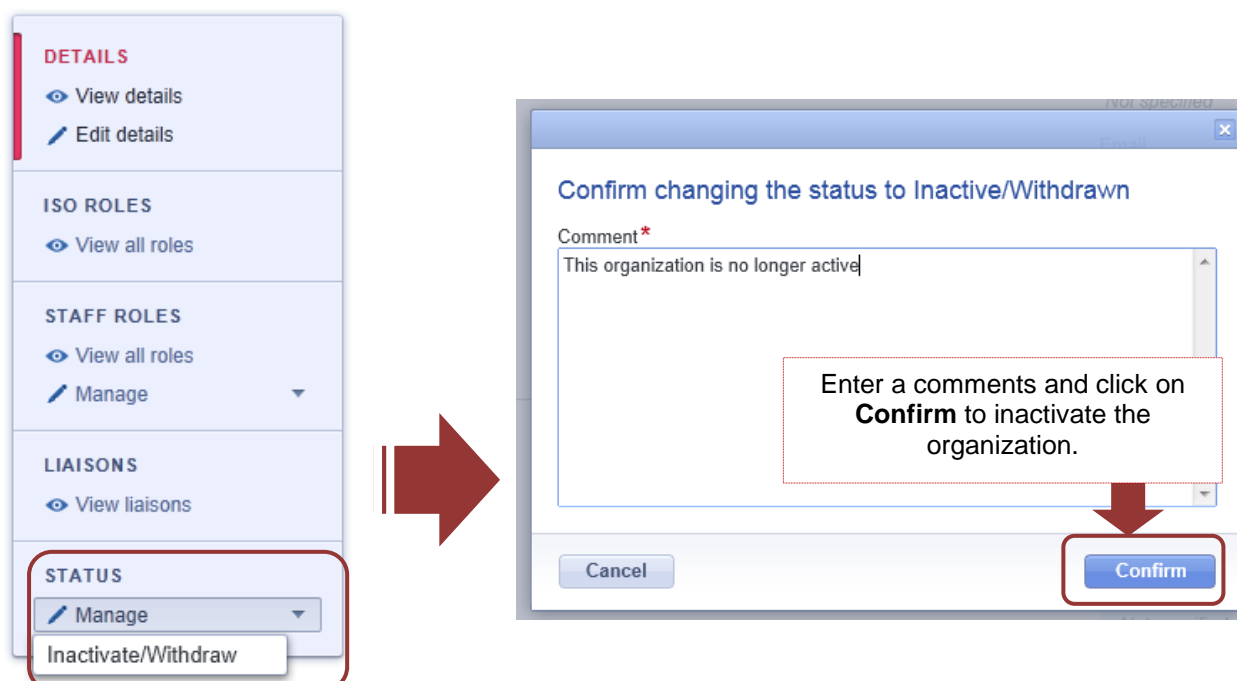 DETAILS
View details
Edit details
ISO ROLES
View all roles
STAFF ROLES
View all roles
Manage
LIAISONS
View liaisons
STATUS
Manage
Inactivate/Withdraw
Not specified
Email
Confirm changing the status to Inactive/Withdrawn
Comment*
This organization is no longer active
Enter a comments and click on
Confirm to inactivate the
organization.
Cancel
Confirm